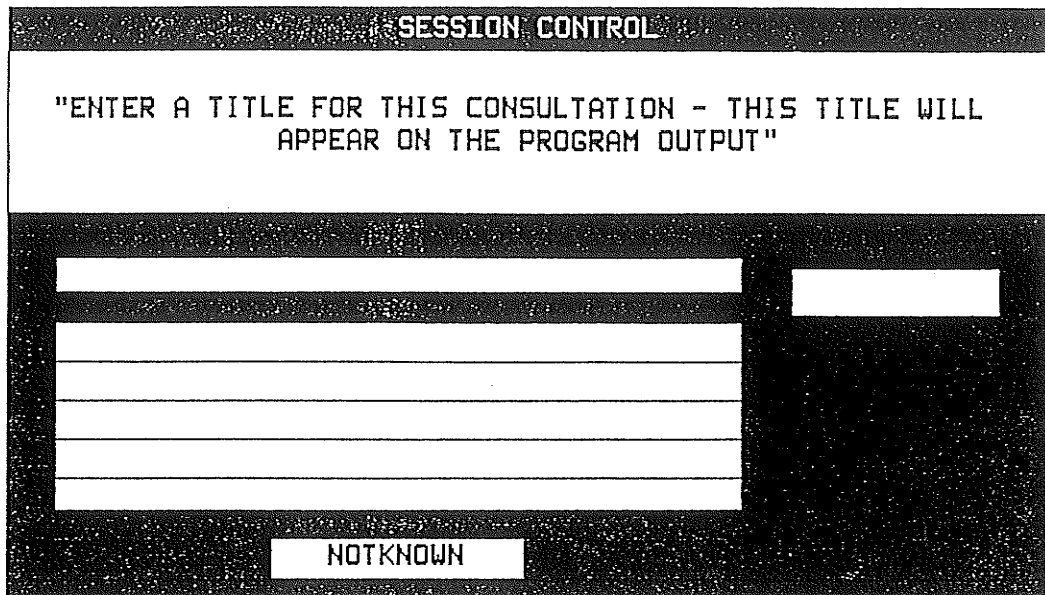 SESSION CONTROL
"ENTER A TITLE FOR THIS CONSULTATION - THIS TITLE WILL
APPEAR ON THE PROGRAM OUTPUT"
NOTKNOWN